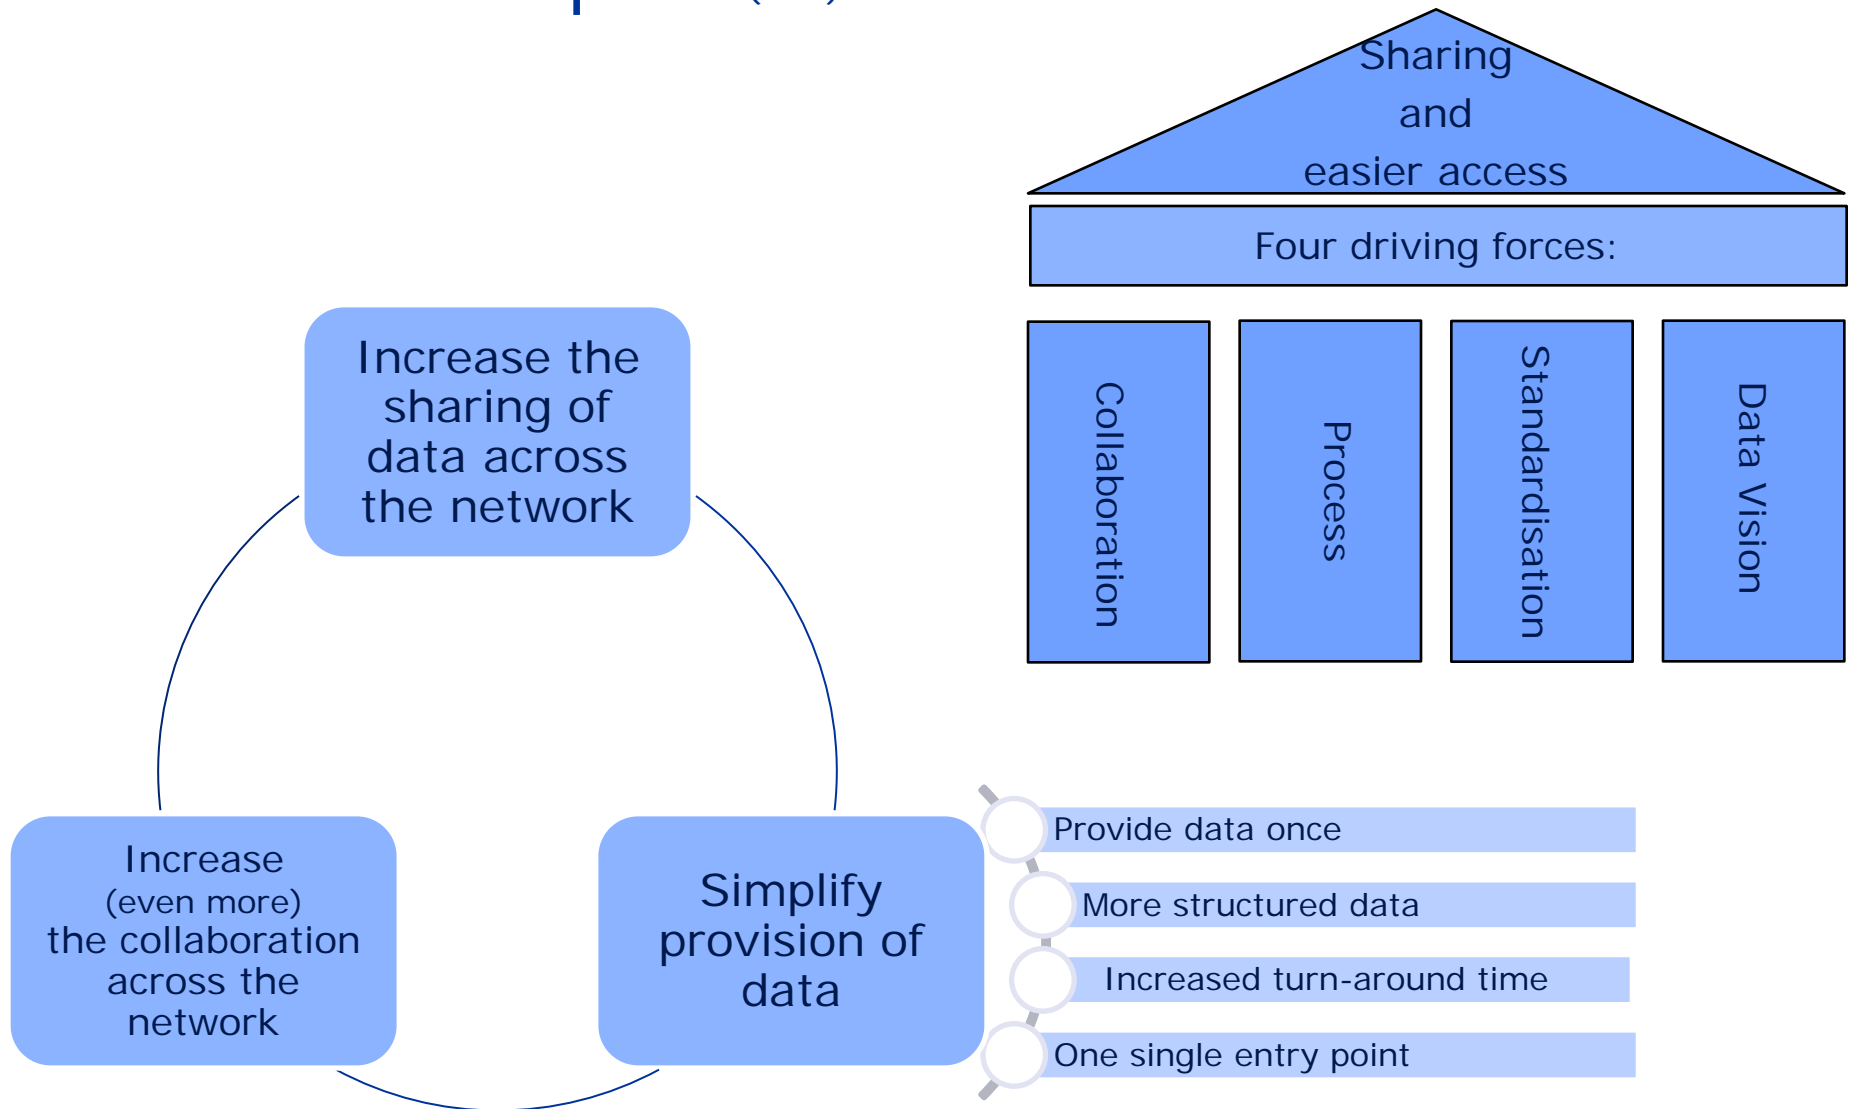 Sharing
and
easier access
Four driving forces:
Collaboration
Process
Standardisation
Data Vision
Increase the
sharing of
data across
the network
Increase
(even more)
the collaboration
across the
network
Simplify
provision of
data
Provide data once
More structured data
Increased turn-around time
One single entry point